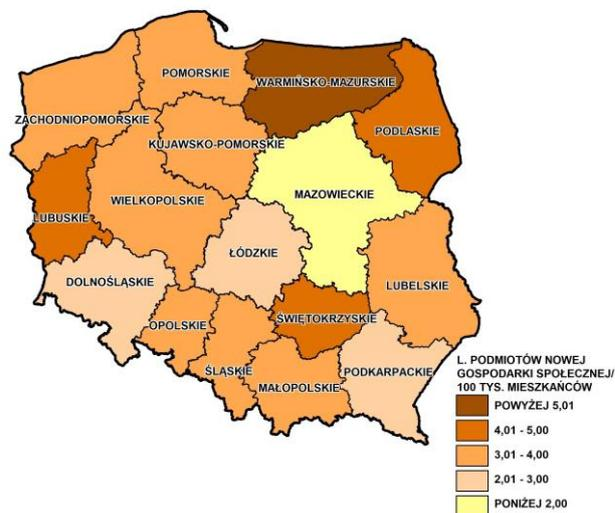 POMORSKIE
WARMIŃSKO-MAZURSKIE
ZACHODNIOPOMORSKIE
PODLASKIE
KUJAWSKO-POMORSKIE
MAZOWIECKIE
WIELKOPOLSKIE
LUBUSKIE
ŁÓDZKIE
DOLNOŚLĄSKIE
LUBELSKIE
OPOLSKIE
ŚWIĘTOKRZYSKIE
ŚLĄSKIE
PODKARPACKIE
MAŁOPOLSKIE
L. PODMIOTÓW NOWEJ
GOSPODARKI SPOŁECZNEJ/
100 TYS. MIESZKAŃCÓW
POWYŻEJ 5,01
4,01 - 5,00
3,01 - 4,00
2,01 - 3,00
PONIŻEJ 2,00